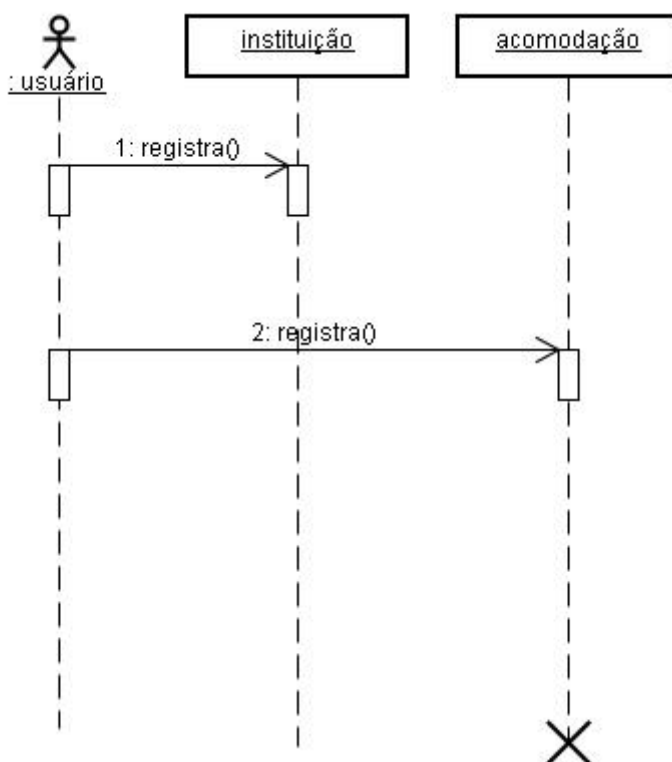 instituição
acomodação
: usuário
1: registra()
2: registra()